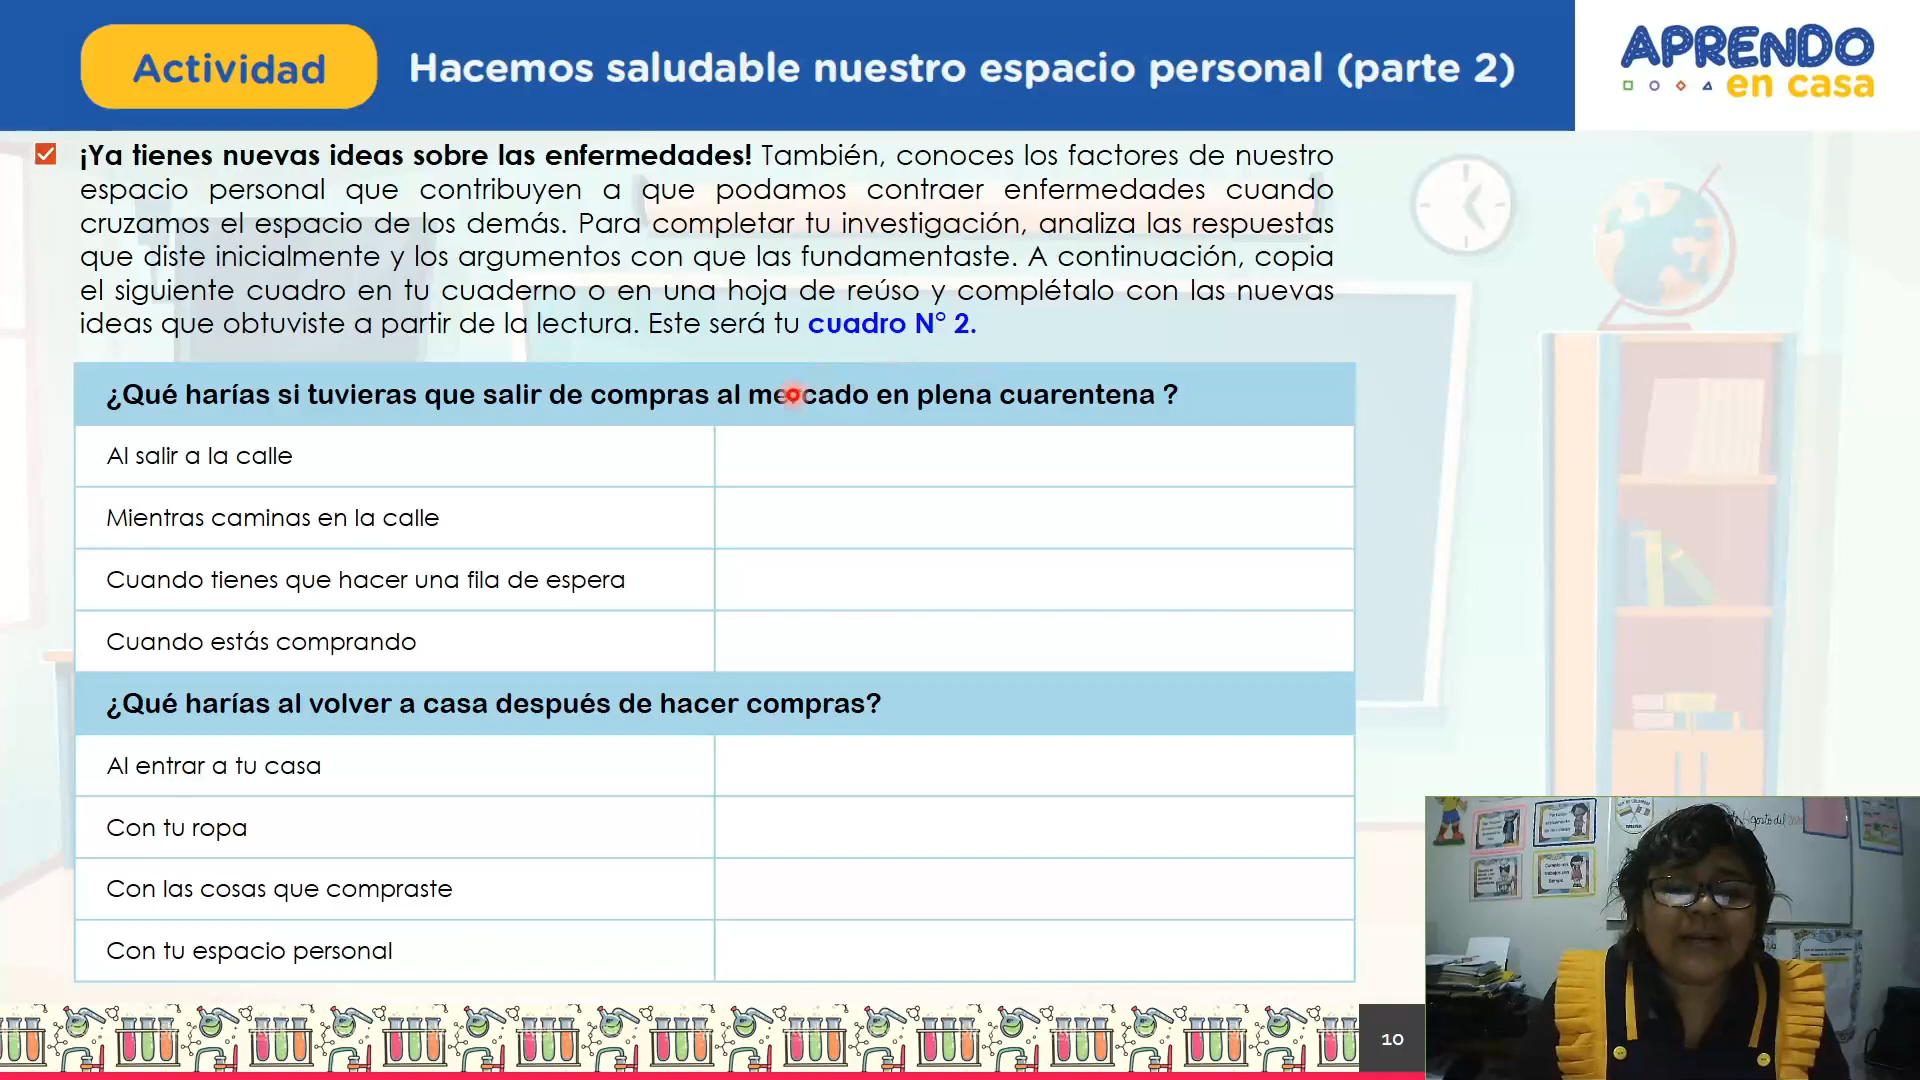 Actividad
Hacemos saludable nuestro espacio personal (parte 2)
APRENDO
en casa
¡Ya tienes nuevas ideas sobre las enfermedades! También, conoces los factores de nuestro
espacio personal que contribuyen a que podamos contraer enfermedades cuando
cruzamos el espacio de los demás. Para completar tu investigación, analiza las respuestas
que diste inicialmente y los argumentos con que las fundamentaste. A continuación, copia
el siguiente cuadro en tu cuaderno o en una hoja de reúso y complétalo con las nuevas
ideas que obtuviste a partir de la lectura. Este será tu cuadro N° 2.
¿Qué harías si tuvieras que salir de compras al mercado en plena cuarentena ?
Al salir a la calle
Mientras caminas en la calle
Cuando tienes que hacer una fila de espera
Cuando estás comprando
¿Qué harías al volver a casa después de hacer compras?
Al entrar a tu casa
Con tu ropa
Con las cosas que compraste
Con tu espacio personal
10